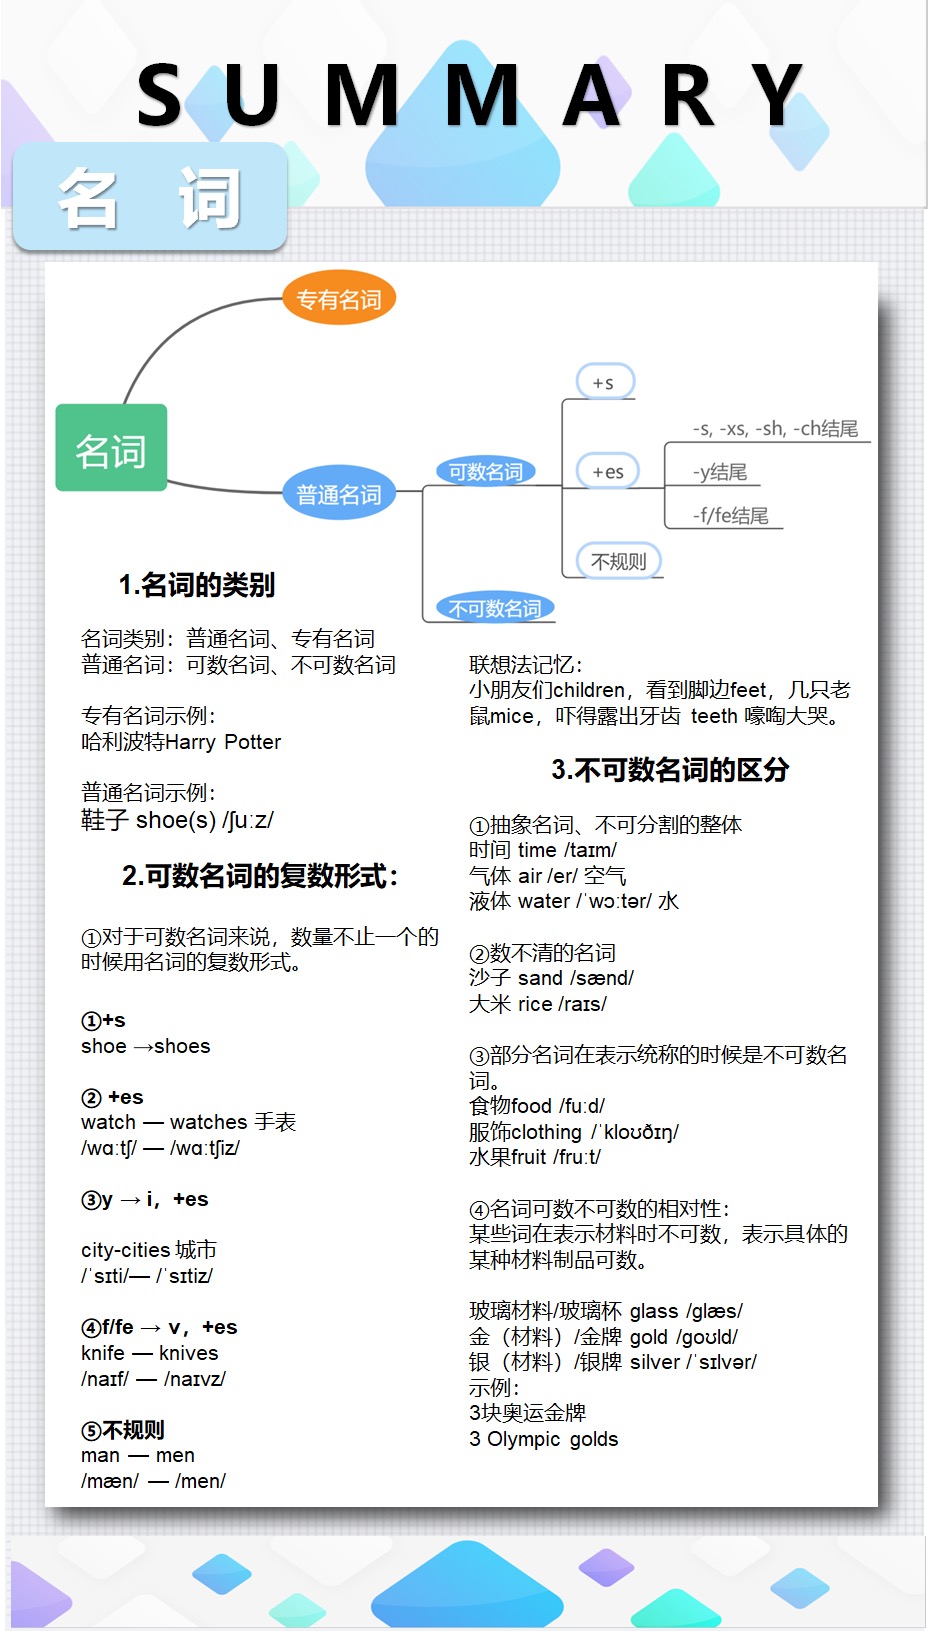 SUMMARY
名 词
专有名词
名词
普通名词
可数名词
不可数名词
+s
+es
不规则
-s, -xs, -sh, -ch结尾
-y结尾
-f/fe结尾
1.名词的类别
名词类别：普通名词、专有名词
普通名词：可数名词、不可数名词
专有名词示例：
哈利波特Harry Potter
普通名词示例：
鞋子 shoe(s) /ʃuːz/
2.可数名词的复数形式：
①对于可数名词来说，数量不止一个的
时候用名词的复数形式。
①+s
shoe →shoes
② +es
watch — watches 手表
/wɑːtʃ/ — /wɑːtʃiz/
③y → i，+es
city-cities 城市
/ˈsɪti/— /ˈsɪtiz/
④f/fe → v，+es
knife — knives
/naɪf/ — /naɪvz/
⑤不规则
man — men
/mæn/ — /men/
联想法记忆：
小朋友们children，看到脚边feet，几只老
鼠mice，吓得露出牙齿 teeth 嚎啕大哭。
3.不可数名词的区分
①抽象名词、不可分割的整体
时间 time /taɪm/
气体 air /er/ 空气
液体 water /ˈwɔːtər/ 水
②数不清的名词
沙子 sand /sænd/
大米 rice /raɪs/
③部分名词在表示统称的时候是不可数名
词。
食物food /fuːd/
服饰clothing /ˈkloʊðɪŋ/
水果fruit /fruːt/
④名词可数不可数的相对性：
某些词在表示材料时不可数，表示具体的
某种材料制品可数。
玻璃材料/玻璃杯 glass /ɡlæs/
金（材料）/金牌 gold /ɡoʊld/
银（材料）/银牌 silver /ˈsɪlvər/
示例：
3块奥运金牌
3 Olympic golds